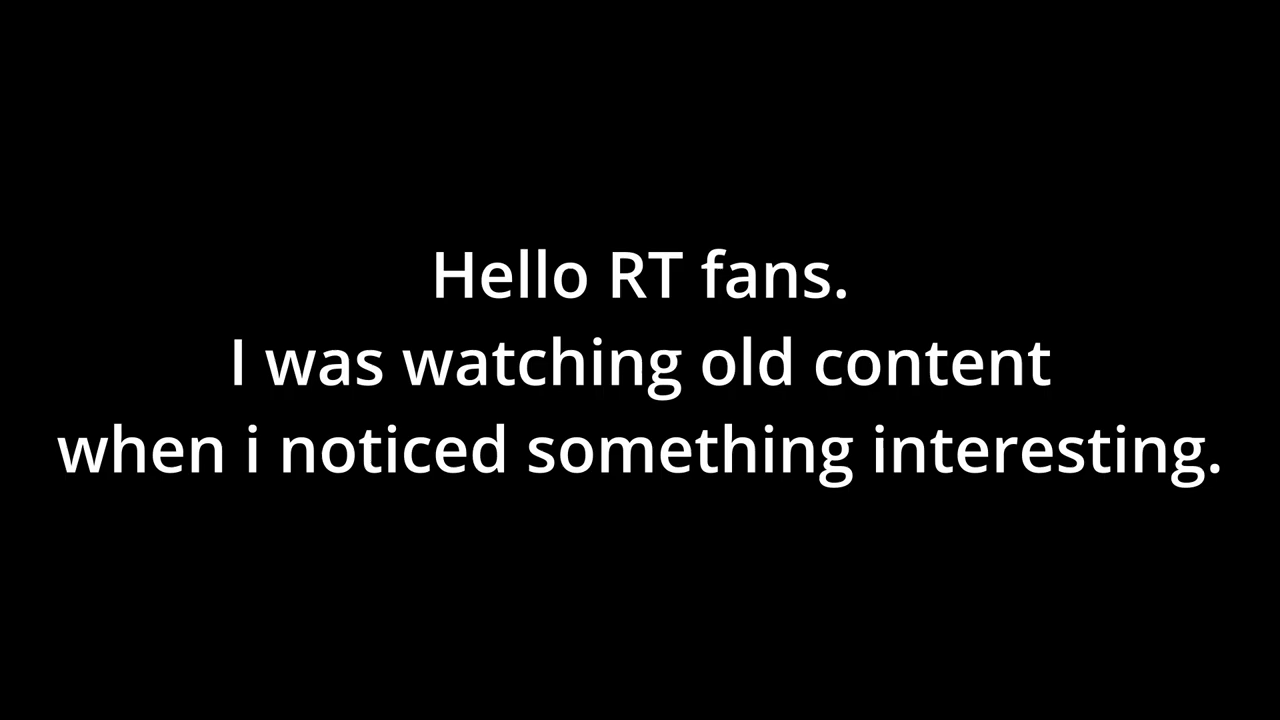 Hello RT fans.
I was watching old content
when i noticed something interesting.